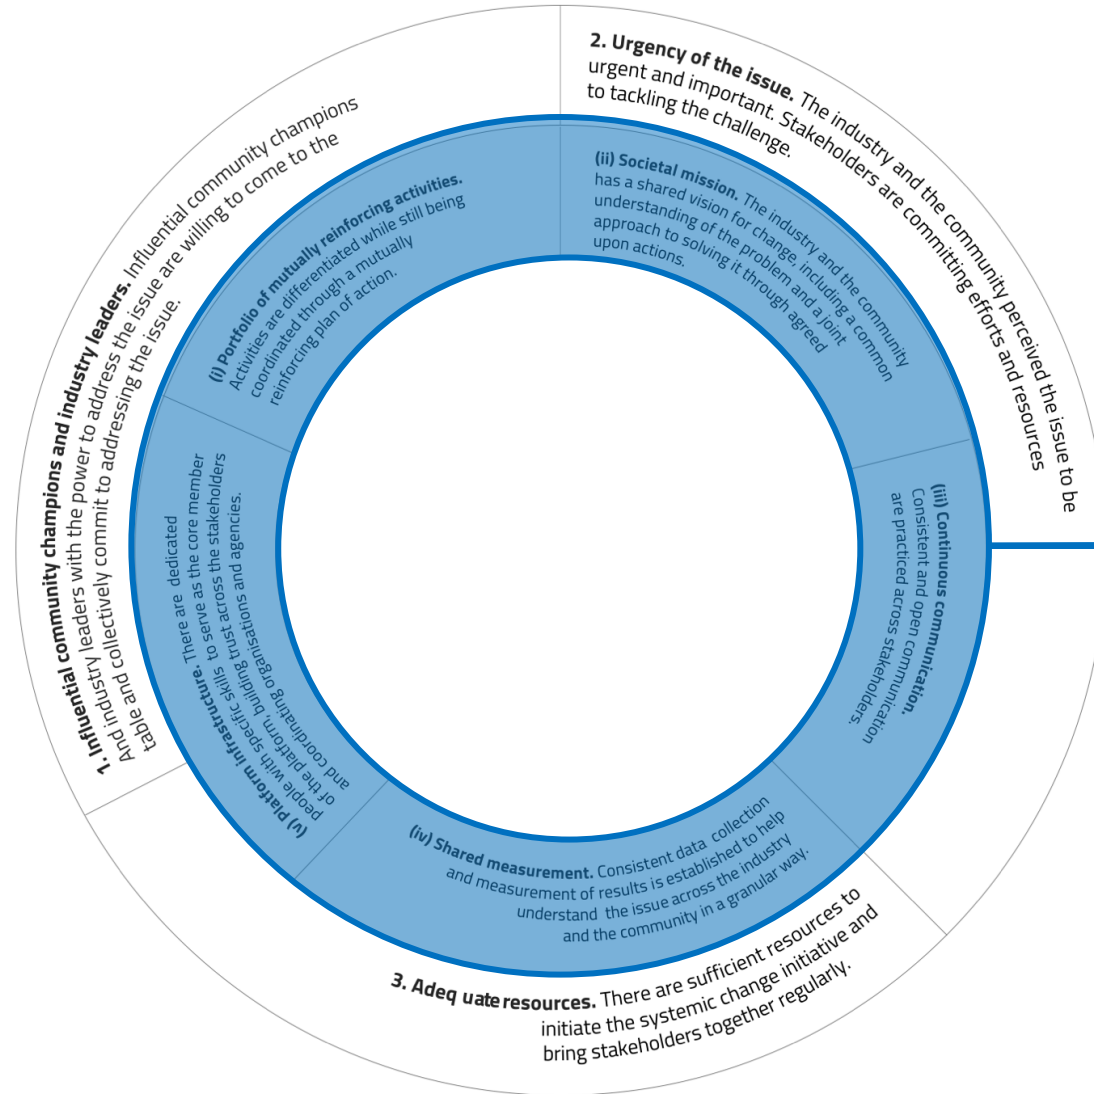 1. Influential community champions and industry leaders. Influential community champions
And industry leaders with the power to address the issue are willing to come to the
table and collectively commit to addressing the issue.
2. Urgency of the issue. The industry and the community perceived the issue to be
urgent and important. Stakeholders are committing efforts and resources
to tackling the challenge.
3. Adeq uate resources. There are sufficient resources to
initiate the systemic change initiative and
bring stakeholders together regularly.
(i) Portfolio of mutually reinforcing activities.
Activities are differentiated while still being
coordinated through a mutually
reinforcing plan of action.
(ii) Societal mission. The industry and the community
has a shared vision for change, including a common
understanding of the problem and a joint
approach to solving it through agreed
upon actions.
(iii) Continuous communication.
Consistent and open communication
are practiced across stakeholders.
(iv) Shared measurement. Consistent data collection
and measurement of results is established to help
understand the issue across the industry
and the community in a granular way.
(v) Platform infrastructure. There are dedicated
people with specific skills to serve as the core member
of the platform, building trust across the stakeholders
and coordinating organisations and agencies.